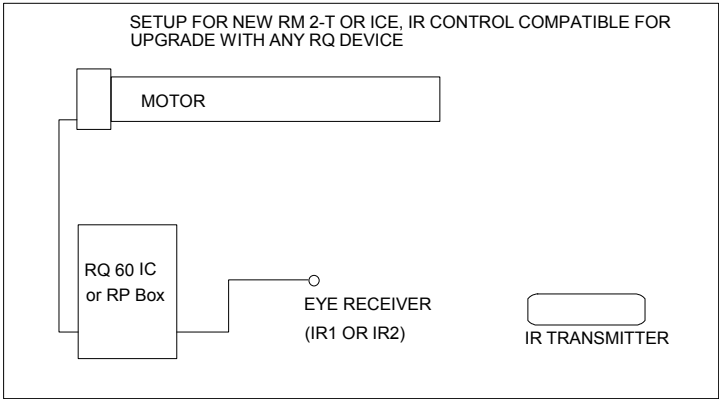 SETUP FOR NEW RM 2-T OR ICE, IR CONTROL COMPATIBLE FOR
UPGRADE WITH ANY RQ DEVICE
MOTOR
RQ 60 IC
or RP Box
EYE RECEIVER
(IR1 OR IR2)
IR TRANSMITTER